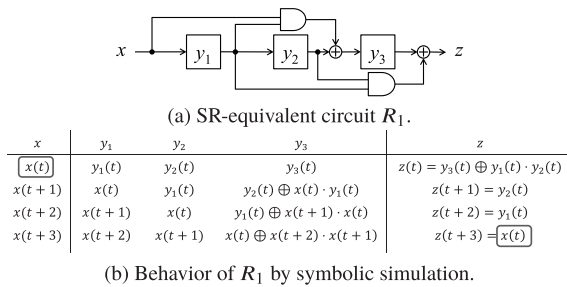 x y₁ y₂ y₃ z
(a) SR-equivalent circuit R₁.
x y₁ y₂ y₃ z
x(t) y₁(t) y₂(t) y₃(t) z(t) = y₃(t) ⊕ y₁(t) · y₂(t)
x(t + 1) x(t) y₁(t) y₂(t) ⊕ x(t) · y₁(t) z(t + 1) = y₂(t)
x(t + 2) x(t + 1) x(t) y₁(t) ⊕ x(t + 1) · x(t) z(t + 2) = y₁(t)
x(t + 3) x(t + 2) x(t + 1) x(t) ⊕ x(t + 2) · x(t + 1) z(t + 3) = x(t)
(b) Behavior of R₁ by symbolic simulation.